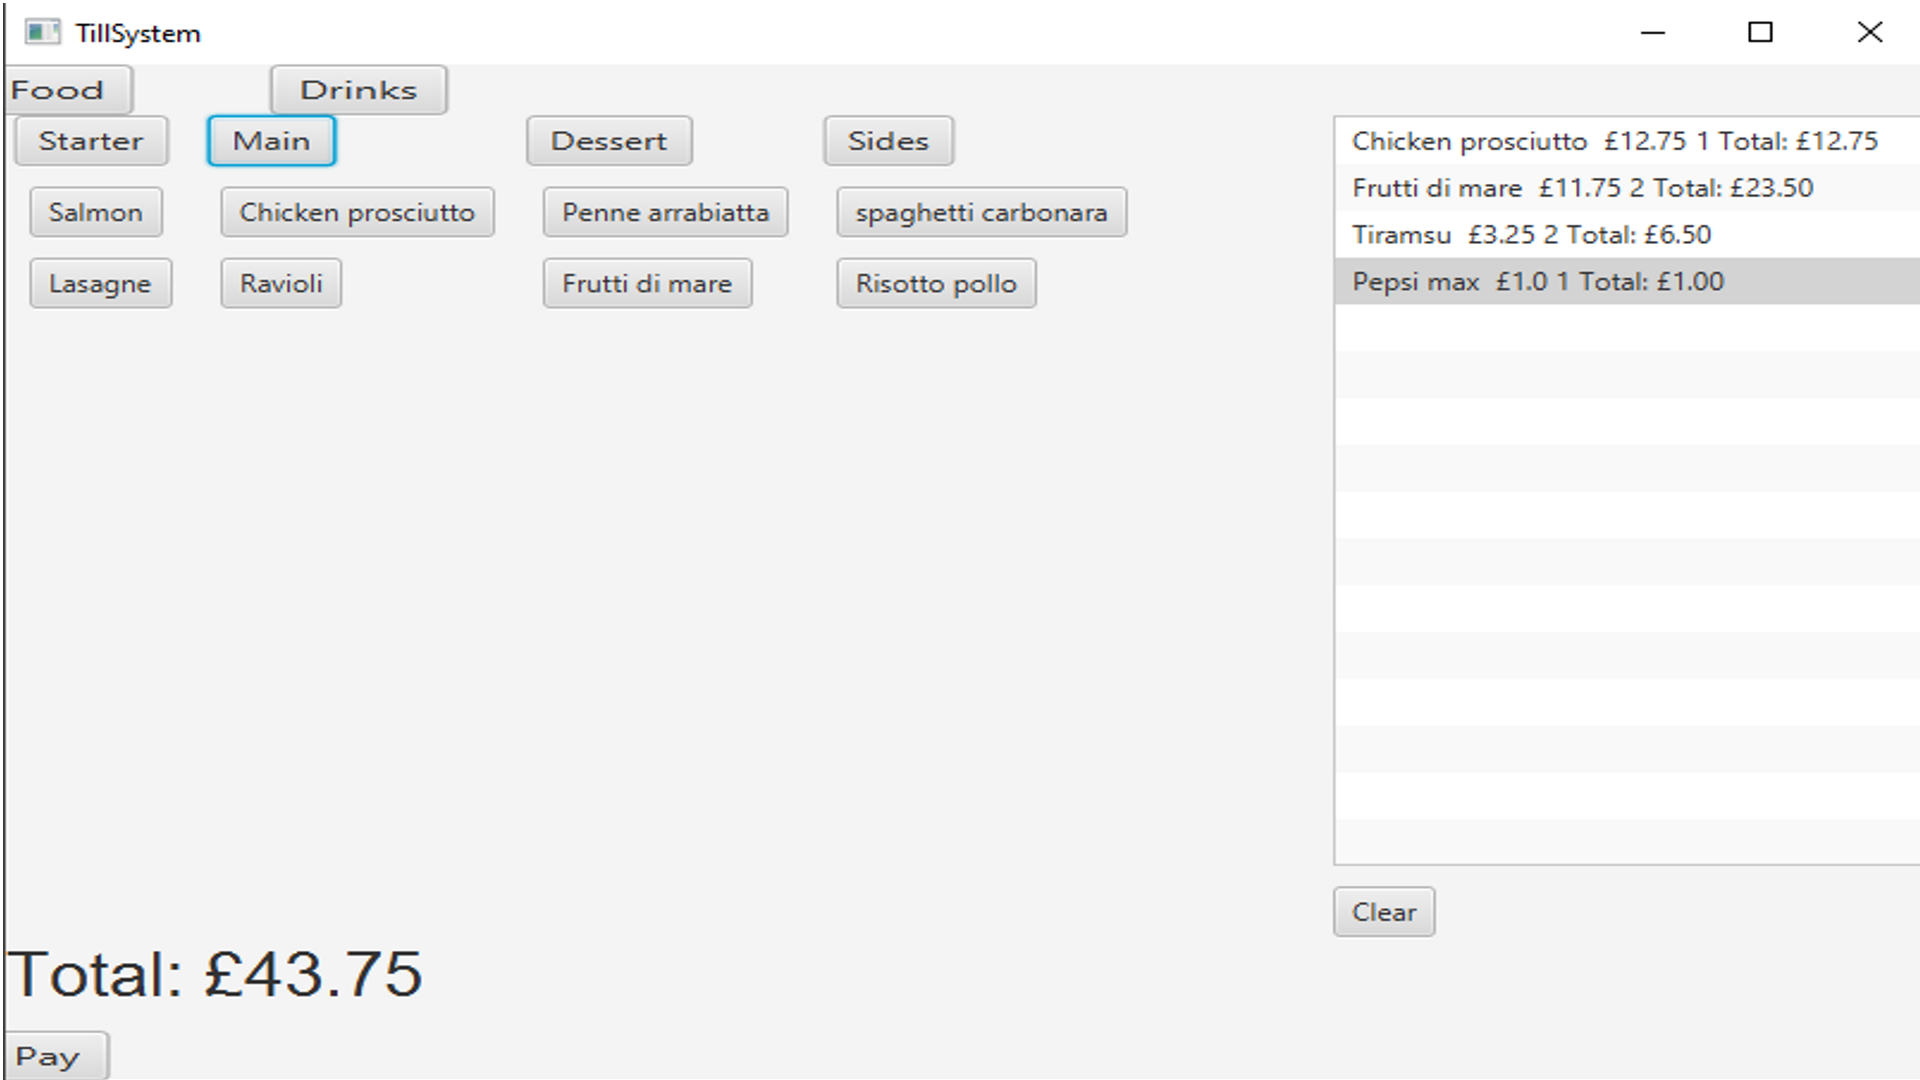 TillSystem
Food Drinks
Starter Main Dessert Sides
Salmon Chicken prosciutto Penne arrabiatta spaghetti carbonara
Lasagne Ravioli Frutti di mare Risotto pollo
Chicken prosciutto £12.75 1 Total: £12.75
Frutti di mare £11.75 2 Total: £23.50
Tiramsu £3.25 2 Total: £6.50
Pepsi max £1.0 1 Total: £1.00
Clear
Total: £43.75
Pay